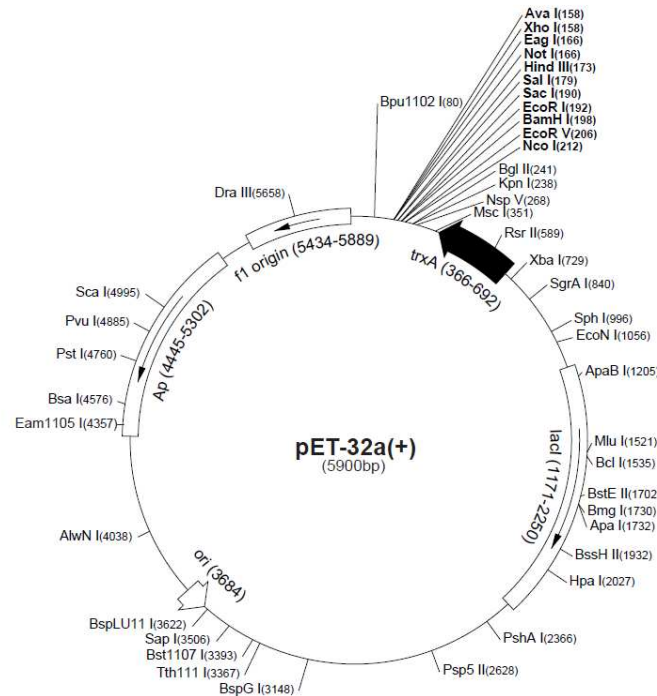 Ava I(158)
Xho I(158)
Eag I(166)
Not I(166)
Hind III(173)
Sal I(179)
Sac I(190)
EcoR I(192)
BamH I(198)
EcoR V(206)
Nco I(212)
Bpu1102 I(80)
Bgl II(241)
Kpn I(238)
Nsp V(268)
Msc I(351)
Rsr II(589)
Xba I(729)
SgrA I(840)
Sph I(996)
EcoN I(1056)
ApaB I(1205)
Mlu I(1521)
Bcl I(1535)
BstE II(1702)
Bmg I(1730)
Apa I(1732)
BssH II(1932)
Hpa I(2027)
PshA I(2366)
Psp5 II(2628)
BspG I(3148)
Tth111 I(3367)
Bst1107 I(3393)
Sap I(3506)
BspLU11 I(3622)
AlwN I(4038)
Eam1105 I(4357)
Bsa I(4576)
Pst I(4760)
Pvu I(4885)
Sca I(4995)
Dra III(5658)
f1 origin (5434-5889)
trxA (366-692)
lacI (1171-2250)
ori (3684)
Ap (4445-5302)
pET-32a(+)
(5900bp)